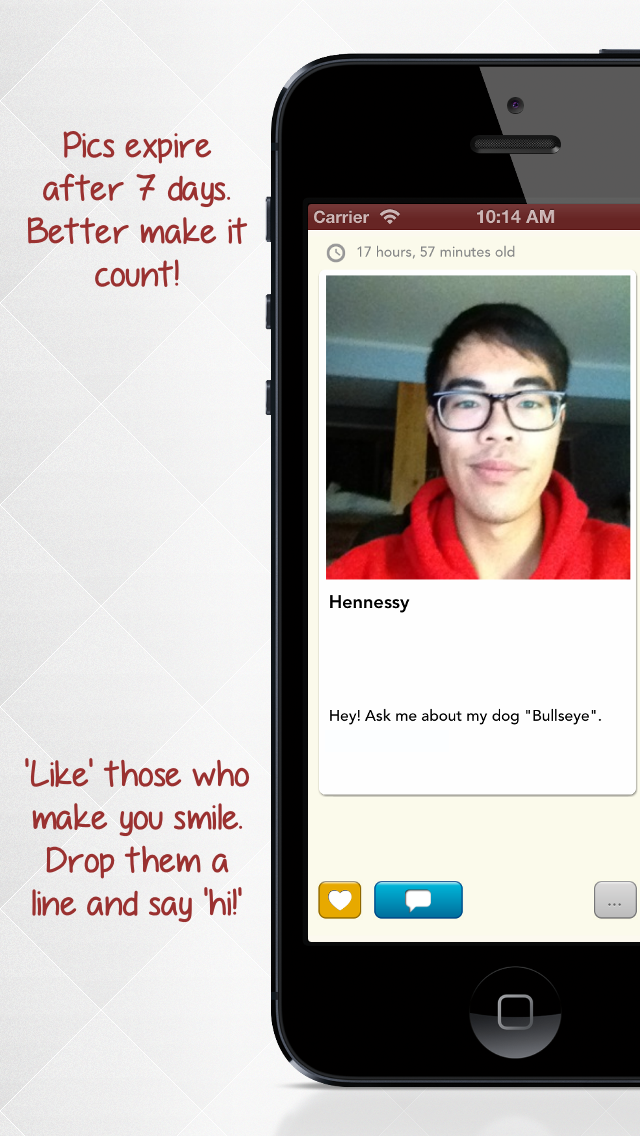 Pics expire
after 7 days.
Better make it
count!
Carrier 10:14 AM
17 hours, 57 minutes old
Hennessy
Hey! Ask me about my dog "Bullseye".
'Like' those who
make you smile.
Drop them a
line and say 'hi!'
...